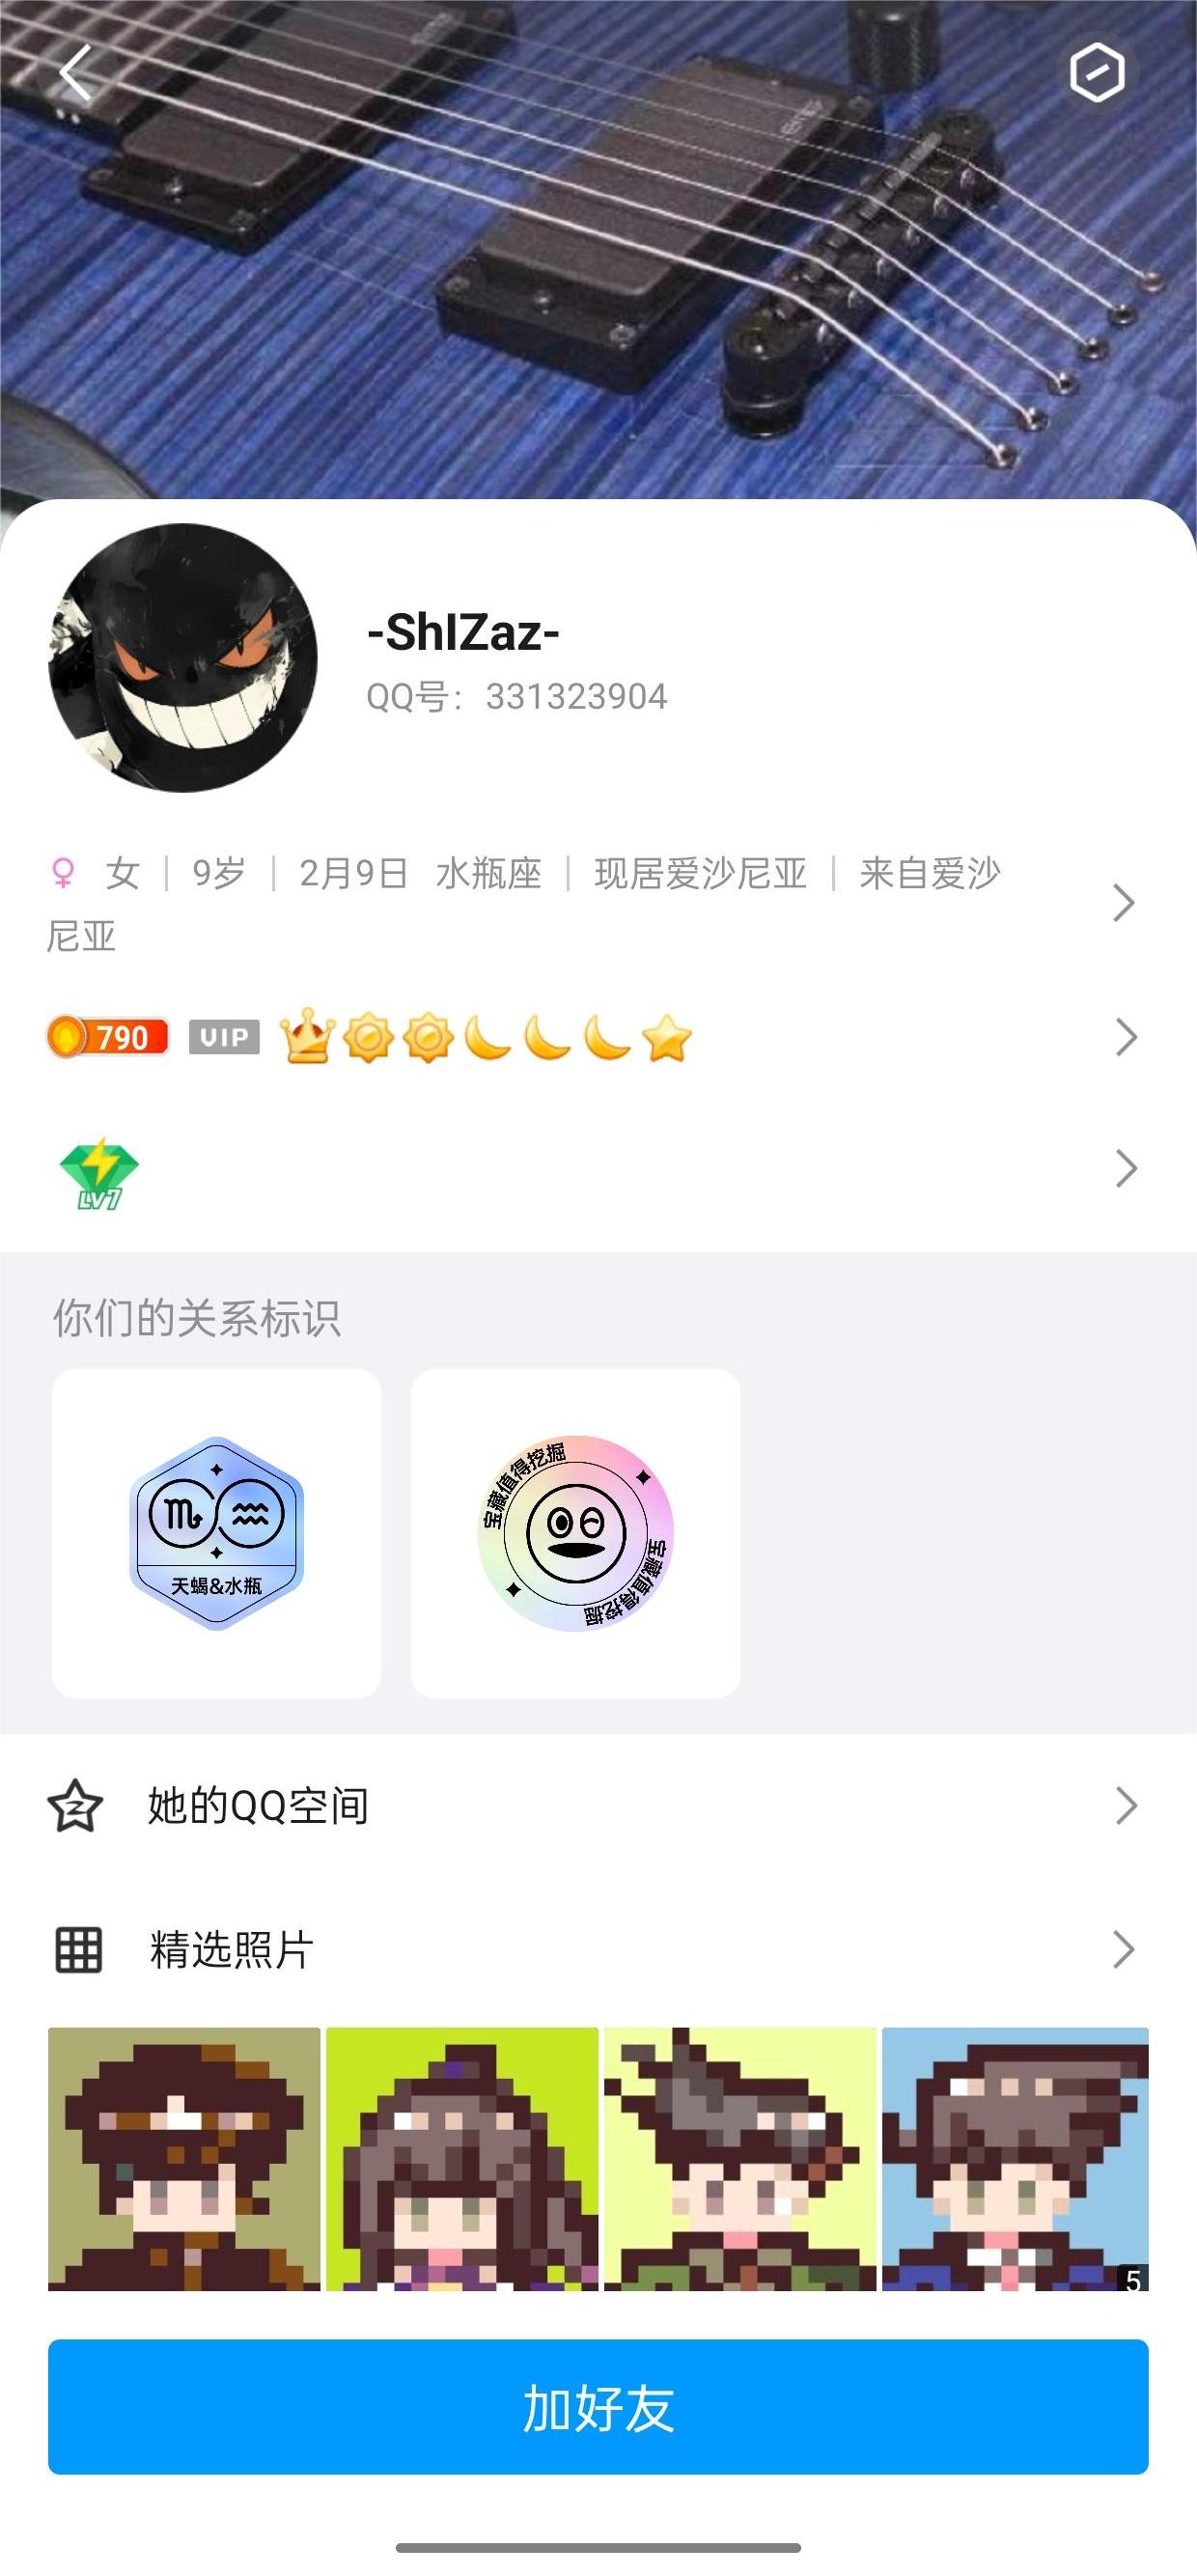 -ShIZaz-
QQ号：331323904
女 | 9岁 | 2月9日 水瓶座 | 现居爱沙尼亚 | 来自爱沙
尼亚
790 VIP
LV7
你们的关系标识
天蝎&水瓶
宝藏值得挖掘
宝藏值得挖掘
她的QQ空间
精选照片
5
加好友